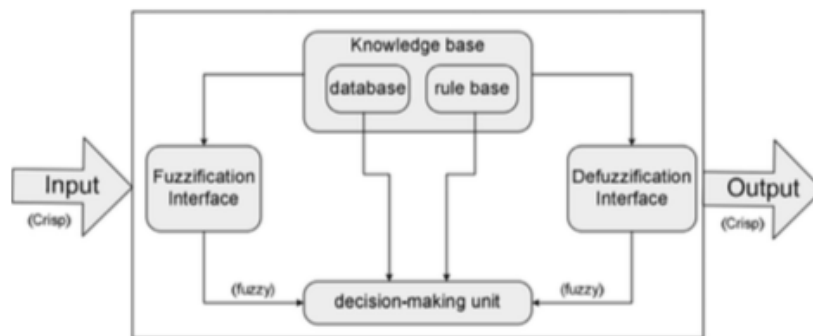 Knowledge base
database
rule base
Input
(Crisp)
Fuzzification
Interface
Defuzzification
Interface
Output
(Crisp)
(fuzzy)
decision-making unit
(fuzzy)